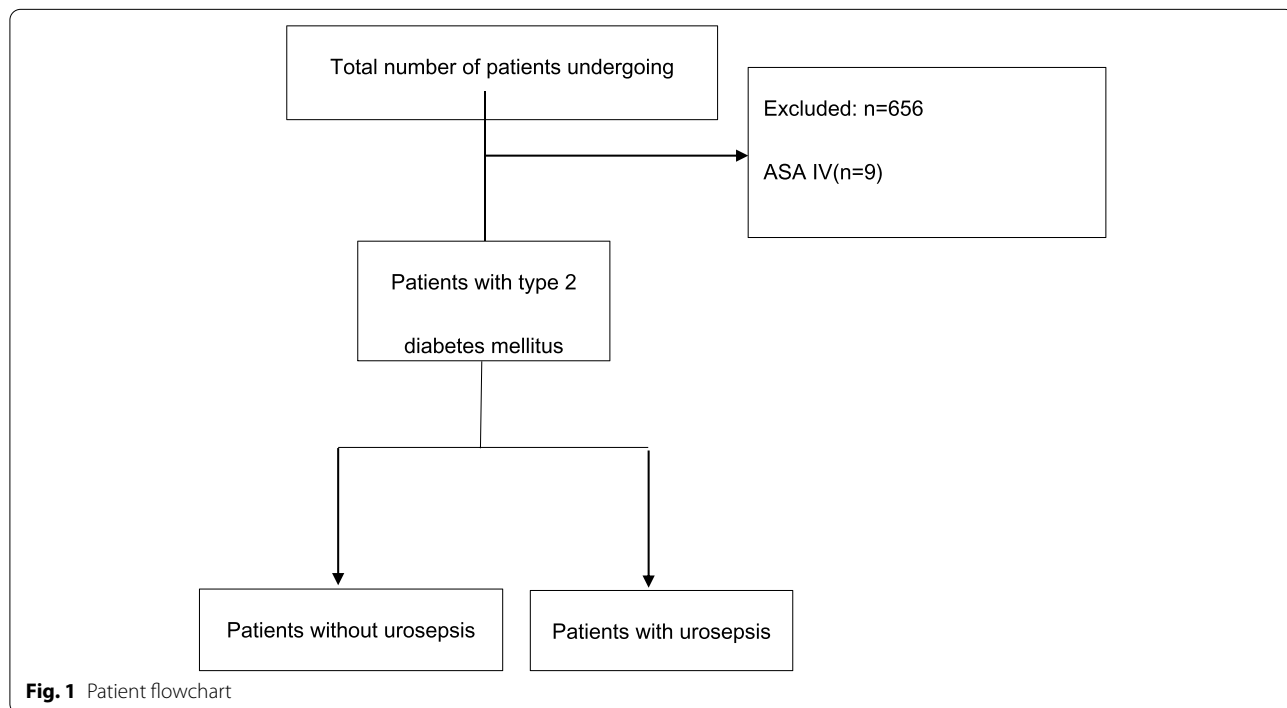 Total number of patients undergoing
Excluded: n=656
ASA IV(n=9)
Patients with type 2
diabetes mellitus
Patients without urosepsis
Patients with urosepsis
Fig. 1 Patient flowchart